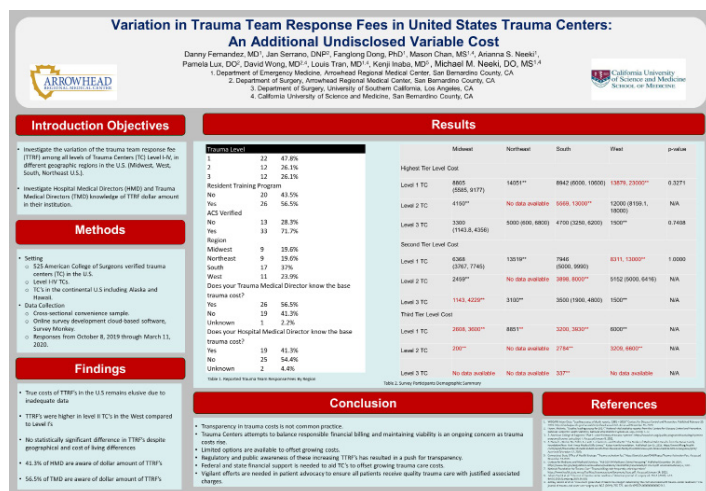 Variation in Trauma Team Response Fees in United States Trauma Centers:
An Additional Undisclosed Variable Cost
Danny Fernandez, MD¹, Jan Serrano, DNP², Fanglong Dong, PhD¹, Mason Chan, MS¹,⁴, Arianna S. Neeki¹,
Pamela Lux, DO², David Wong, MD²,⁴, Louis Tran, MD¹,⁴, Kenji Inaba, MD³, Michael M. Neeki, DO, MS¹,⁴
1. Department of Emergency Medicine, Arrowhead Regional Medical Center, San Bernardino County, CA
2. Department of Surgery, Arrowhead Regional Medical Center, San Bernardino County, CA
3. Department of Surgery, University of Southern California, Los Angeles, CA
4. California University of Science and Medicine, San Bernardino County, CA
ARROWHEAD
REGIONAL MEDICAL CENTER
California University
of Science and Medicine
SCHOOL OF MEDICINE
Introduction Objectives
• Investigate the variation of the trauma team response fee
(TTRF) among all levels of Trauma Centers (TC) Level I-IV, in
different geographic regions in the U.S. (Midwest, West,
South, Northeast U.S.).
• Investigate Hospital Medical Directors (HMD) and Trauma
Medical Directors (TMD) knowledge of TTRF dollar amount
in their institution.
Methods
• Setting
o 525 American College of Surgeons verified trauma
centers (TC) in the U.S.
o Level I-IV TCs.
o TC's in the continental U.S including Alaska and
Hawaii.
• Data Collection
o Cross-sectional convenience sample.
o Online survey development cloud-based software,
Survey Monkey.
o Responses from October 8, 2019 through March 11,
2020.
Findings
• True costs of TTRF's in the U.S remains elusive due to
inadequate data
• TTRF's were higher in level II TC's in the West compared
to Level I's
• No statistically significant difference in TTRF's despite
geographical and cost of living differences
• 41.3% of HMD are aware of dollar amount of TTRF's
• 56.5% of TMD are aware of dollar amount of TTRF's
Results
Trauma Level
1 22 47.8%
2 12 26.1%
3 12 26.1%
Resident Training Program
No 20 43.5%
Yes 26 56.5%
ACS Verified
No 13 28.3%
Yes 33 71.7%
Region
Midwest 9 19.6%
Northeast 9 19.6%
South 17 37%
West 11 23.9%
Does your Trauma Medical Director know the base
trauma cost?
Yes 26 56.5%
No 19 41.3%
Unknown 1 2.2%
Does your Hospital Medical Director know the base
trauma cost?
Yes 19 41.3%
No 25 54.4%
Unknown 2 4.4%
Table 1. Reported Trauma Team Response Fees By Region
Midwest Northeast South West p-value
Highest Tier Level Cost
Level 1 TC 8805 (5585, 9177) 14051** 8942 (6000, 10600) 13879, 23000** 0.3271
Level 2 TC 4150** No data available 5569, 13000** 12000 (8159.1, 18000) N/A
Level 3 TC 3300 (1143.8, 4356) 5000 (600, 6800) 4700 (3250, 6200) 1500** 0.7408
Second Tier Level Cost
Level 1 TC 6368 (3767, 7745) 13519** 7946 (5000, 9990) 8311, 13000** 1.0000
Level 2 TC 2459** No data available 3898, 8000** 5152 (5000, 6416) N/A
Level 3 TC 1143, 4229** 3100** 3500 (1900, 4800) 1500** N/A
Third Tier Level Cost
Level 1 TC 2608, 3600** 8851** 3200, 3930** 6000** N/A
Level 2 TC 200** No data available 2784** 3209, 6600** N/A
Level 3 TC No data available No data available 337** No data available N/A
Table 2. Survey Participants Demographic Summary
Conclusion
• Transparency in trauma costs is not common practice.
• Trauma Centers attempts to balance responsible financial billing and maintaining viability is an ongoing concern as trauma
costs rise.
• Limited options are available to offset growing costs.
• Regulatory and public awareness of these increasing TTRF's has resulted in a push for transparency.
• Federal and state financial support is needed to aid TC's to offset growing trauma care costs.
• Vigilant efforts are needed in patient advocacy to ensure all patients receive quality trauma care with justified associated
charges.
References